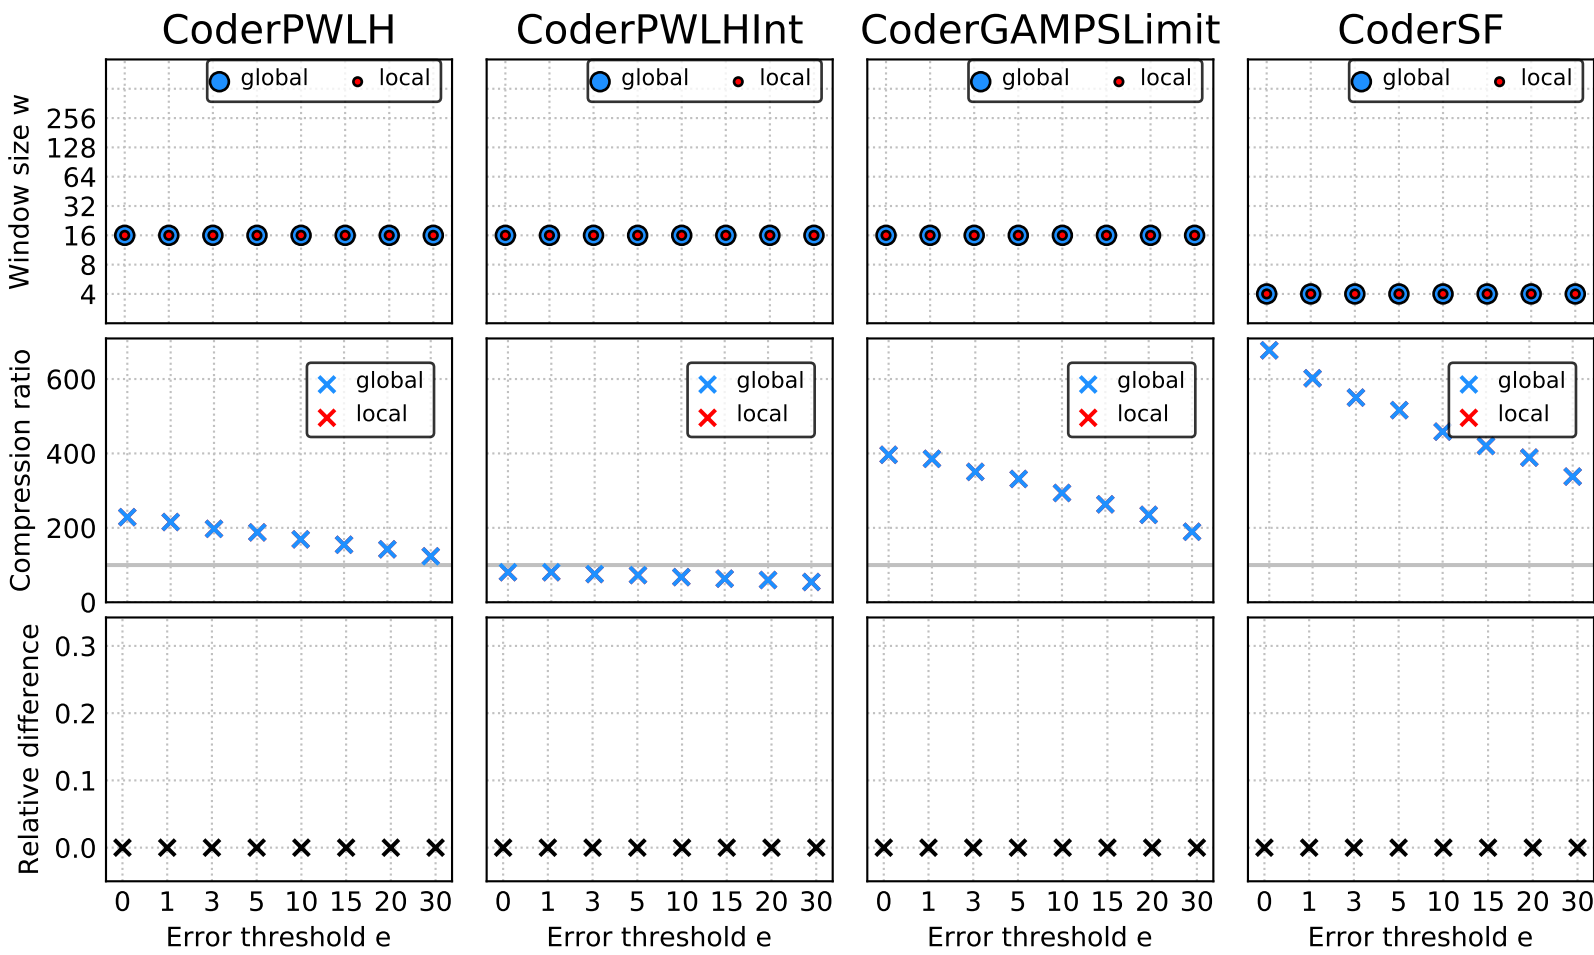 CoderPWLH CoderPWLHInt CoderGAMPSLimit CoderSF
Window size w
256
128
64
32
16
8
4
global local
global local
global local
global local
Compression ratio
600
400
200
0
global
local
global
local
global
local
global
local
Relative difference
0.3
0.2
0.1
0.0
0 1 3 5 10 15 20 30
0 1 3 5 10 15 20 30
0 1 3 5 10 15 20 30
0 1 3 5 10 15 20 30
Error threshold e
Error threshold e
Error threshold e
Error threshold e